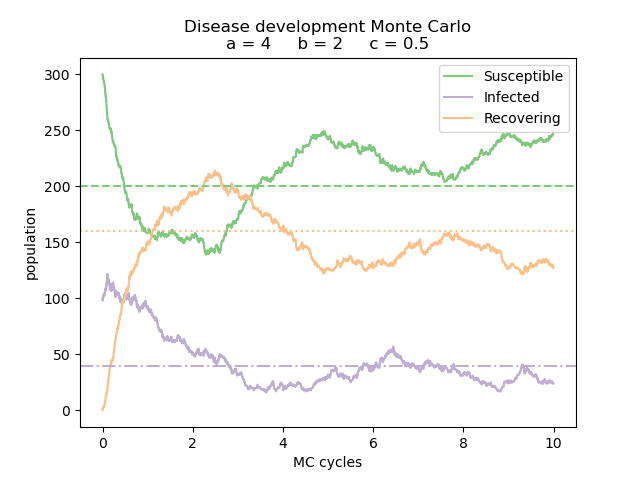 Disease development Monte Carlo
a = 4 b = 2 c = 0.5
Susceptible
Infected
Recovering
300
250
200
150
100
50
0
population
0 2 4 6 8 10
MC cycles